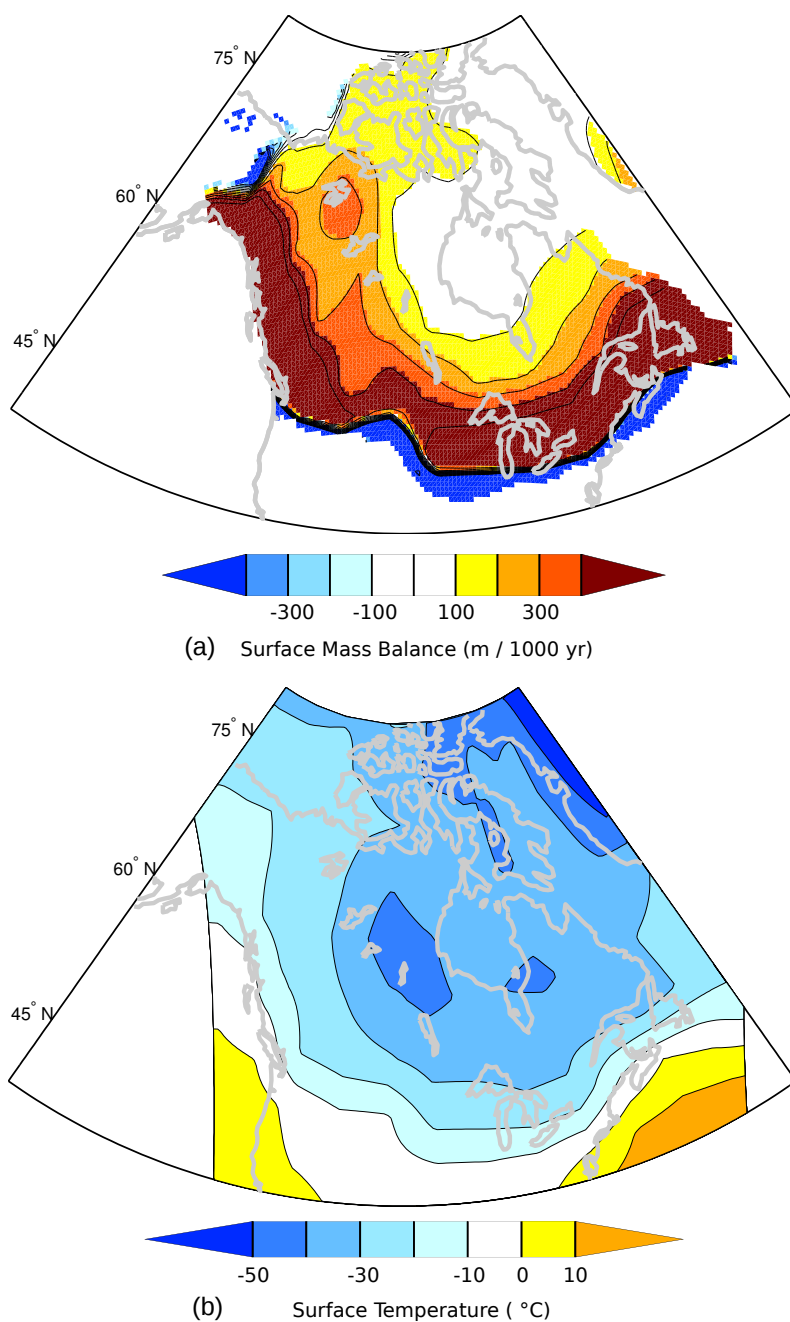 75° N
60° N
45° N
-300 -100 100 300
(a) Surface Mass Balance (m / 1000 yr)
75° N
60° N
45° N
-50 -30 -10 0 10
(b) Surface Temperature ( °C)